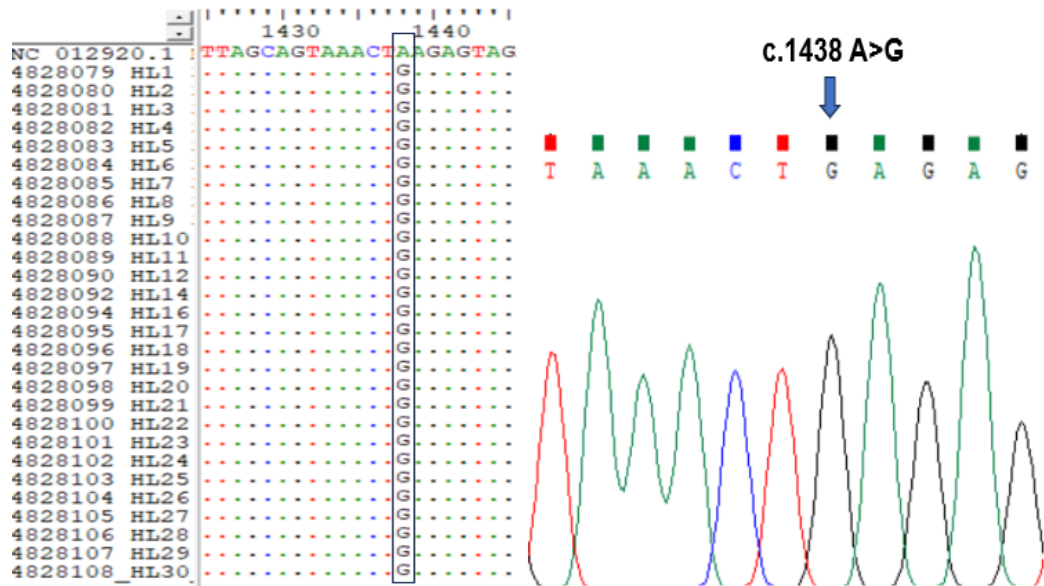 1430 1440
NC 012920.1 TTAGCAGTAAACTAAGAGTAG
4828079 HL1 .............G.......
4828080 HL2 .............G.......
4828081 HL3 .............G.......
4828082 HL4 .............G.......
4828083 HL5 .............G.......
4828084 HL6 .............G.......
4828085 HL7 .............G.......
4828086 HL8 .............G.......
4828087 HL9 .............G.......
4828088 HL10 .............G.......
4828089 HL11 .............G.......
4828090 HL12 .............G.......
4828092 HL14 .............G.......
4828094 HL16 .............G.......
4828095 HL17 .............G.......
4828096 HL18 .............G.......
4828097 HL19 .............G.......
4828098 HL20 .............G.......
4828099 HL21 .............G.......
4828100 HL22 .............G.......
4828101 HL23 .............G.......
4828102 HL24 .............G.......
4828103 HL25 .............G.......
4828104 HL26 .............G.......
4828105 HL27 .............G.......
4828106 HL28 .............G.......
4828107 HL29 .............G.......
4828108_HL30 .............G.......
c.1438 A>G
T A A A C T G A G A G